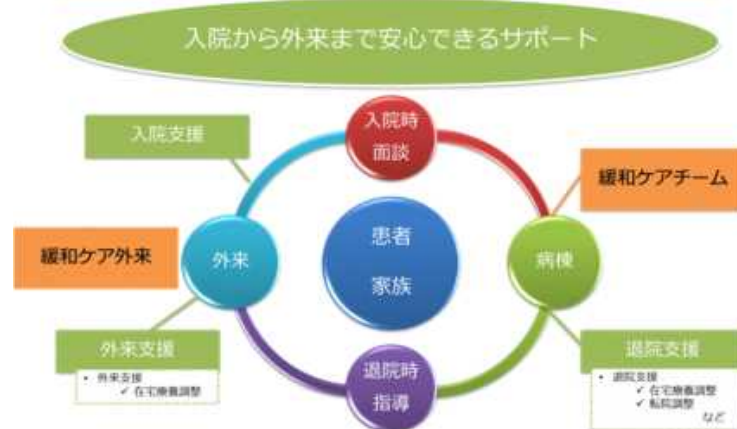 入院から外来まで安心できるサポート
入院時
面談
入院支援
緩和ケアチーム
緩和ケア外来
外来
患者
家族
病棟
外来支援
• 外来支援
✓ 在宅療養調整
退院時
指導
退院支援
• 退院支援
✓ 在宅療養調整
✓ 転院調整
など